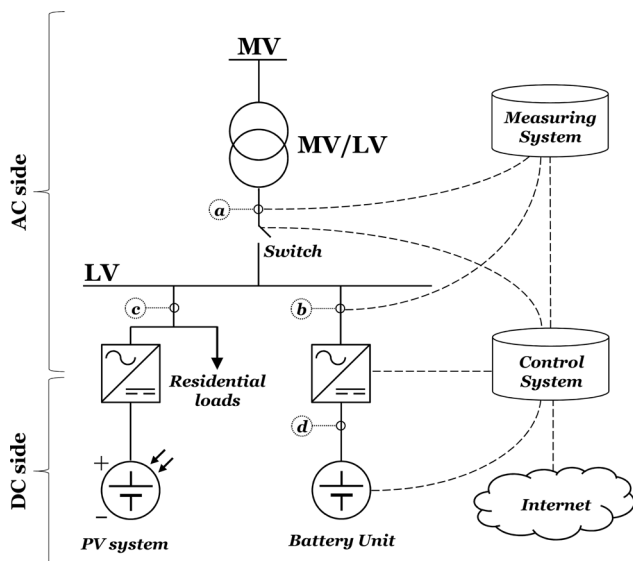 MV
MV/LV
Measuring
System
AC side
a
Switch
LV
c
b
Residential
loads
Control
System
d
DC side
+
−
PV system
Battery Unit
Internet